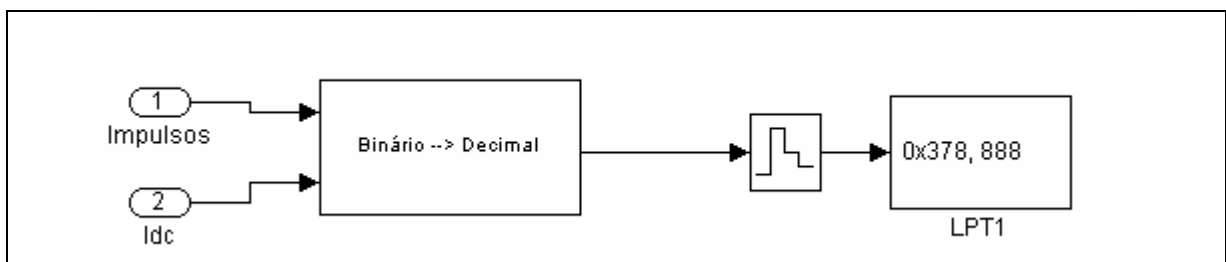 1
Impulsos
2
Idc
Binário --> Decimal
0x378, 888
LPT1